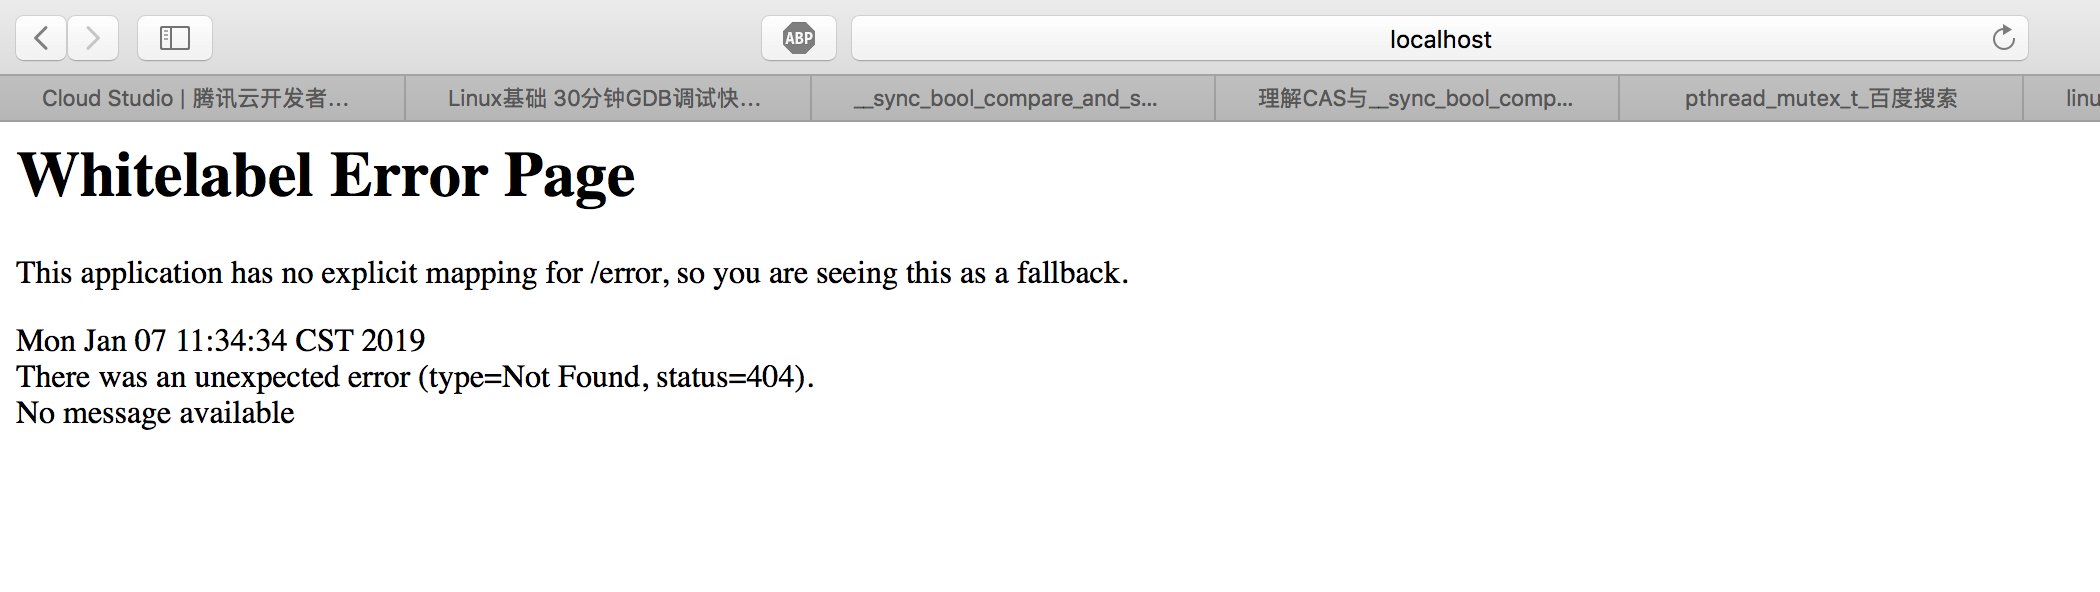 ABP
localhost
Cloud Studio | 腾讯云开发者...
Linux基础 30分钟GDB调试快...
__sync_bool_compare_and_s...
理解CAS与__sync_bool_comp...
pthread_mutex_t_百度搜索
linu
Whitelabel Error Page
This application has no explicit mapping for /error, so you are seeing this as a fallback.
Mon Jan 07 11:34:34 CST 2019
There was an unexpected error (type=Not Found, status=404).
No message available